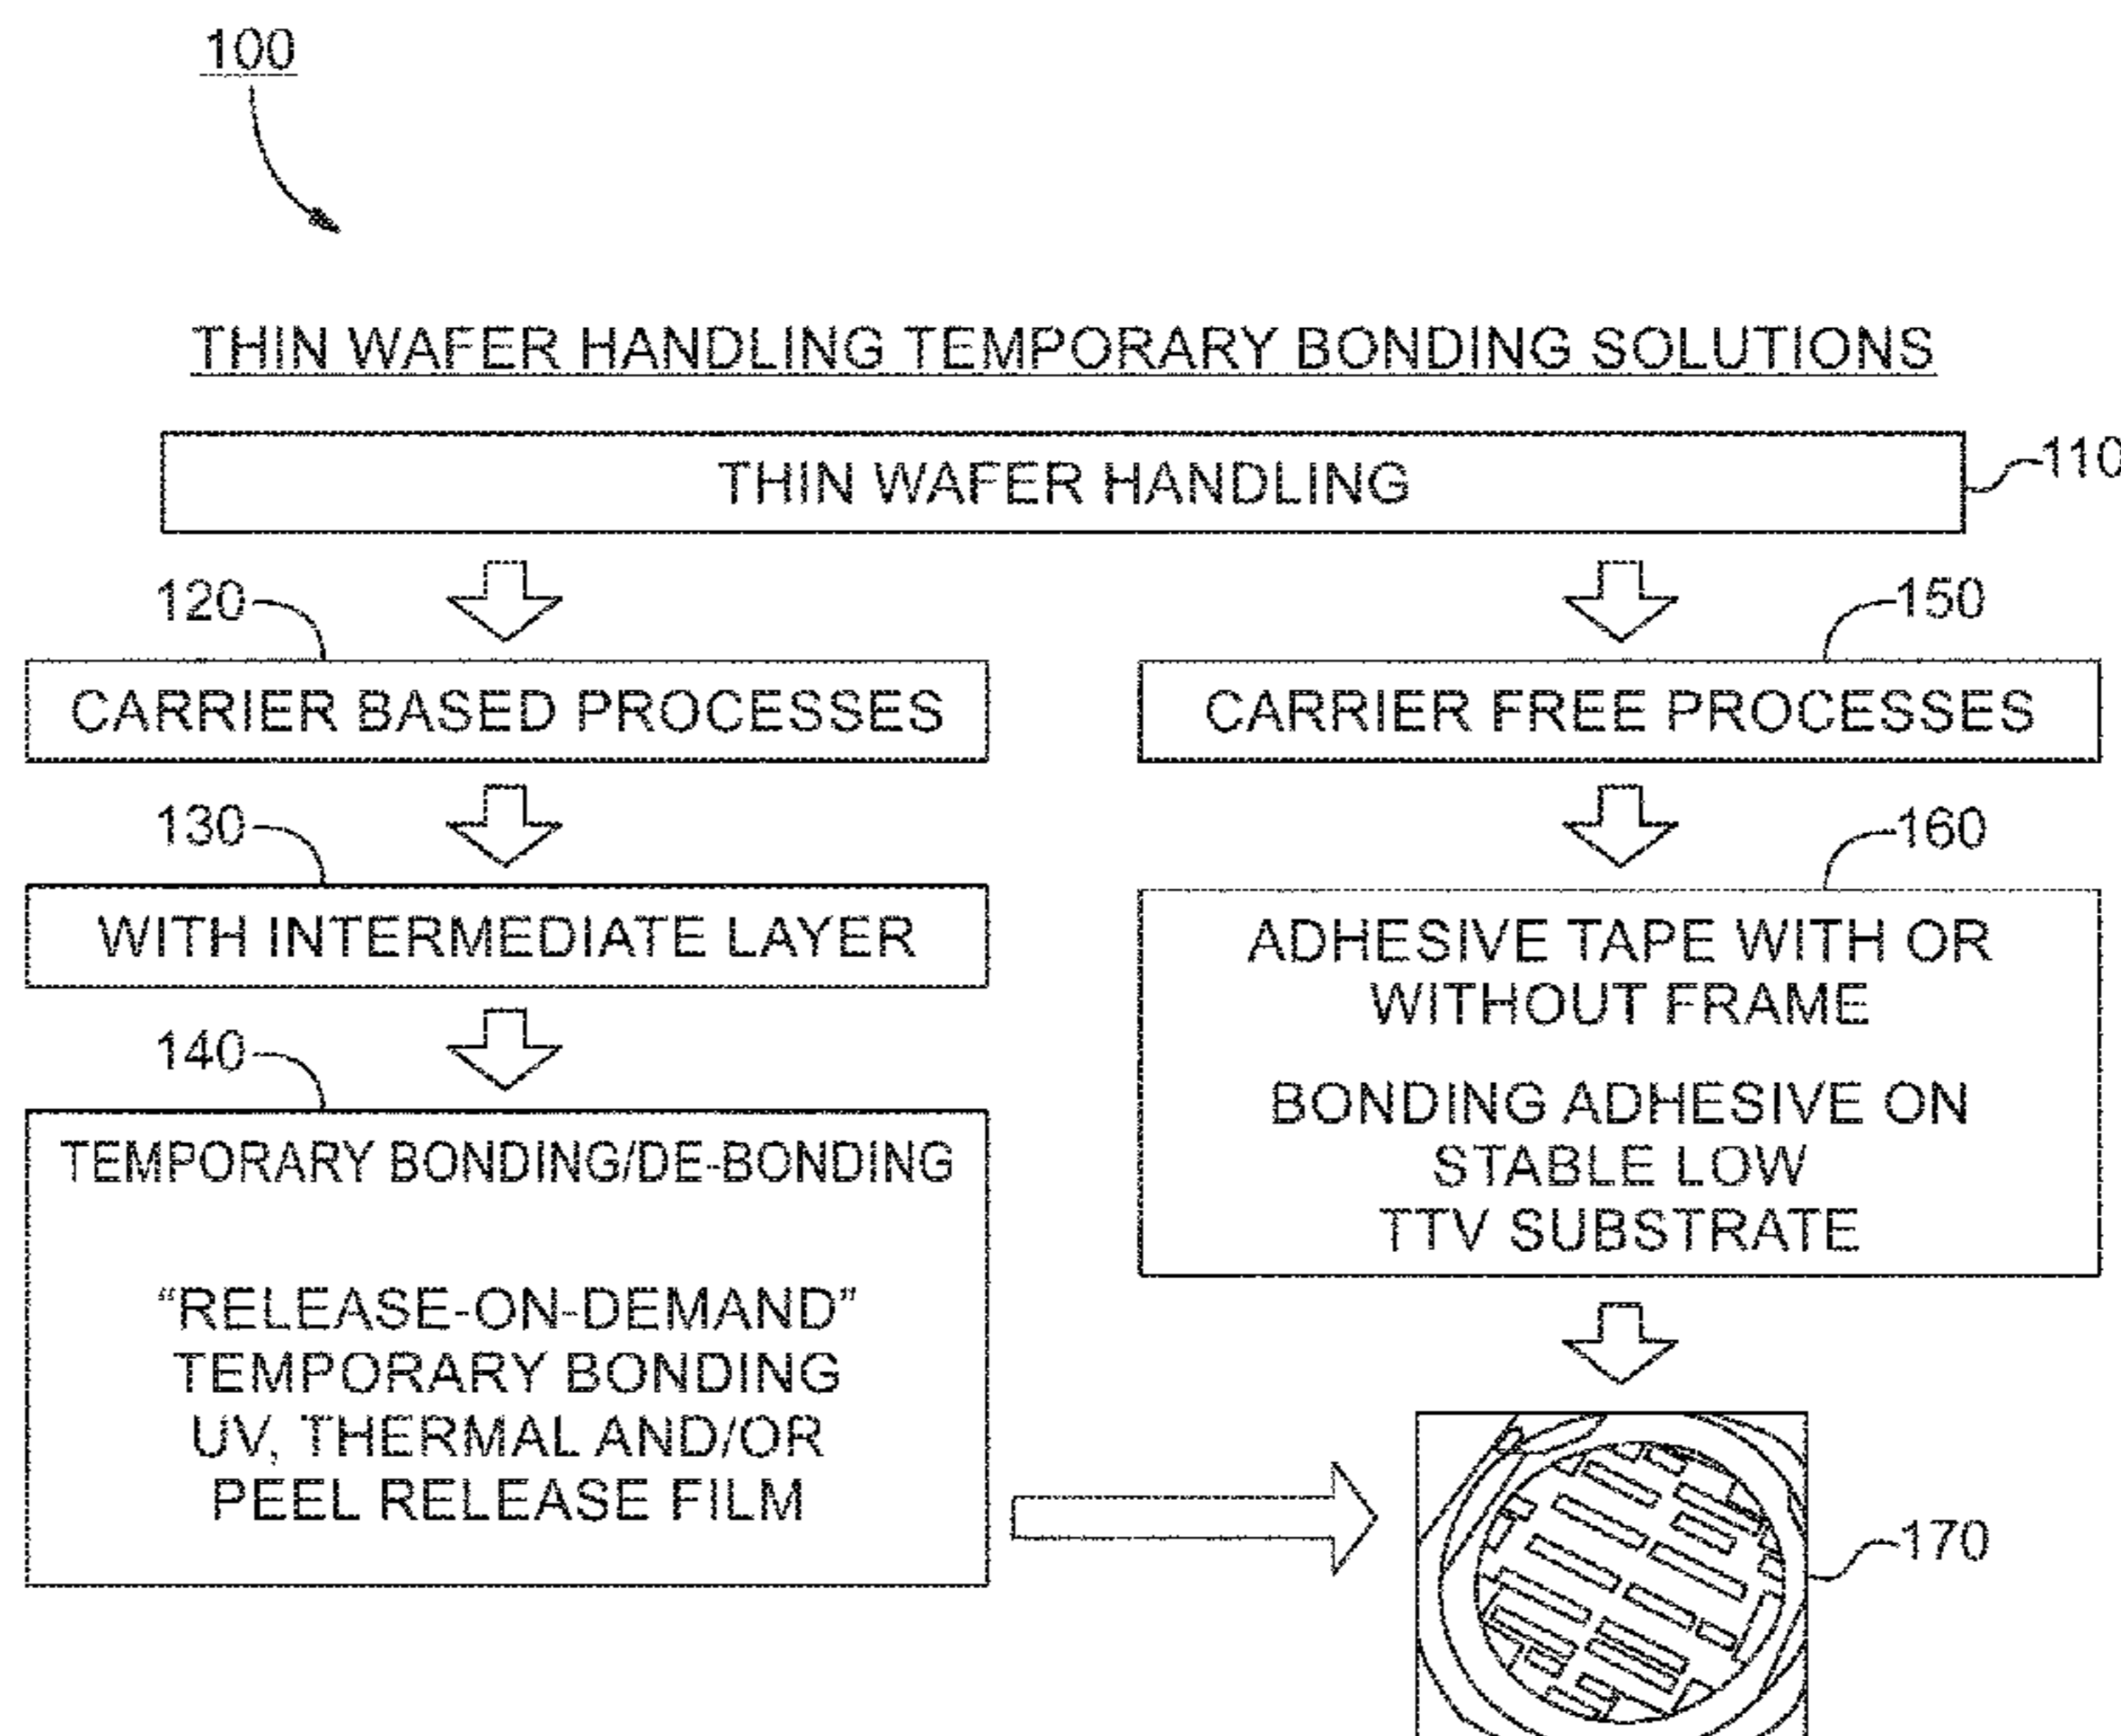 100
THIN WAFER HANDLING TEMPORARY BONDING SOLUTIONS
THIN WAFER HANDLING
110
120
CARRIER BASED PROCESSES
130
WITH INTERMEDIATE LAYER
140
TEMPORARY BONDING/DE-BONDING
“RELEASE-ON-DEMAND”
TEMPORARY BONDING
UV, THERMAL AND/OR
PEEL RELEASE FILM
150
CARRIER FREE PROCESSES
160
ADHESIVE TAPE WITH OR
WITHOUT FRAME
BONDING ADHESIVE ON
STABLE LOW
TTV SUBSTRATE
170